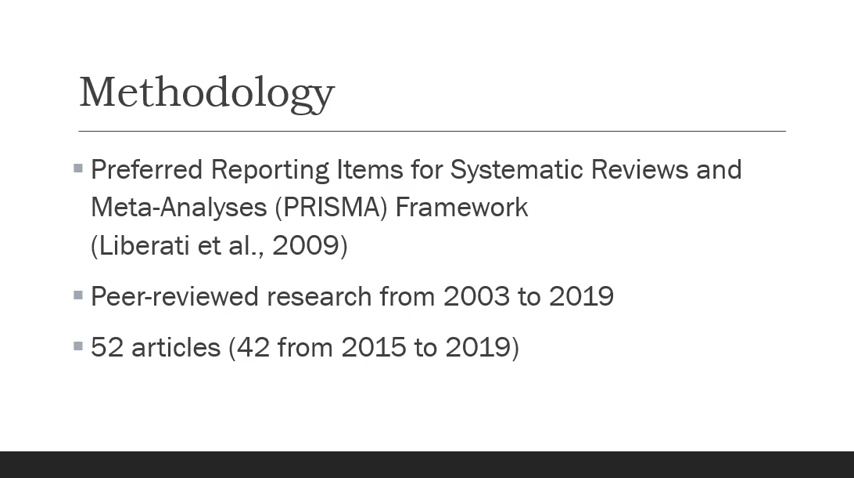 Methodology
▪ Preferred Reporting Items for Systematic Reviews and
Meta-Analyses (PRISMA) Framework
(Liberati et al., 2009)
▪ Peer-reviewed research from 2003 to 2019
▪ 52 articles (42 from 2015 to 2019)